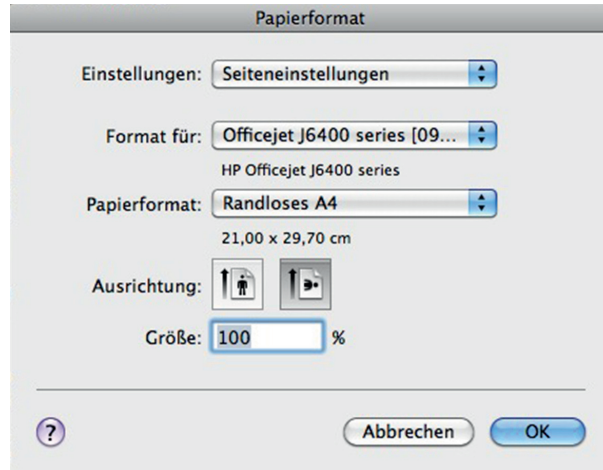 Papierformat
Einstellungen: Seiteneinstellungen
Format für: Officejet J6400 series [09...
HP Officejet J6400 series
Papierformat: Randloses A4
21,00 x 29,70 cm
Ausrichtung:
Größe: 100 %
? Abbrechen OK